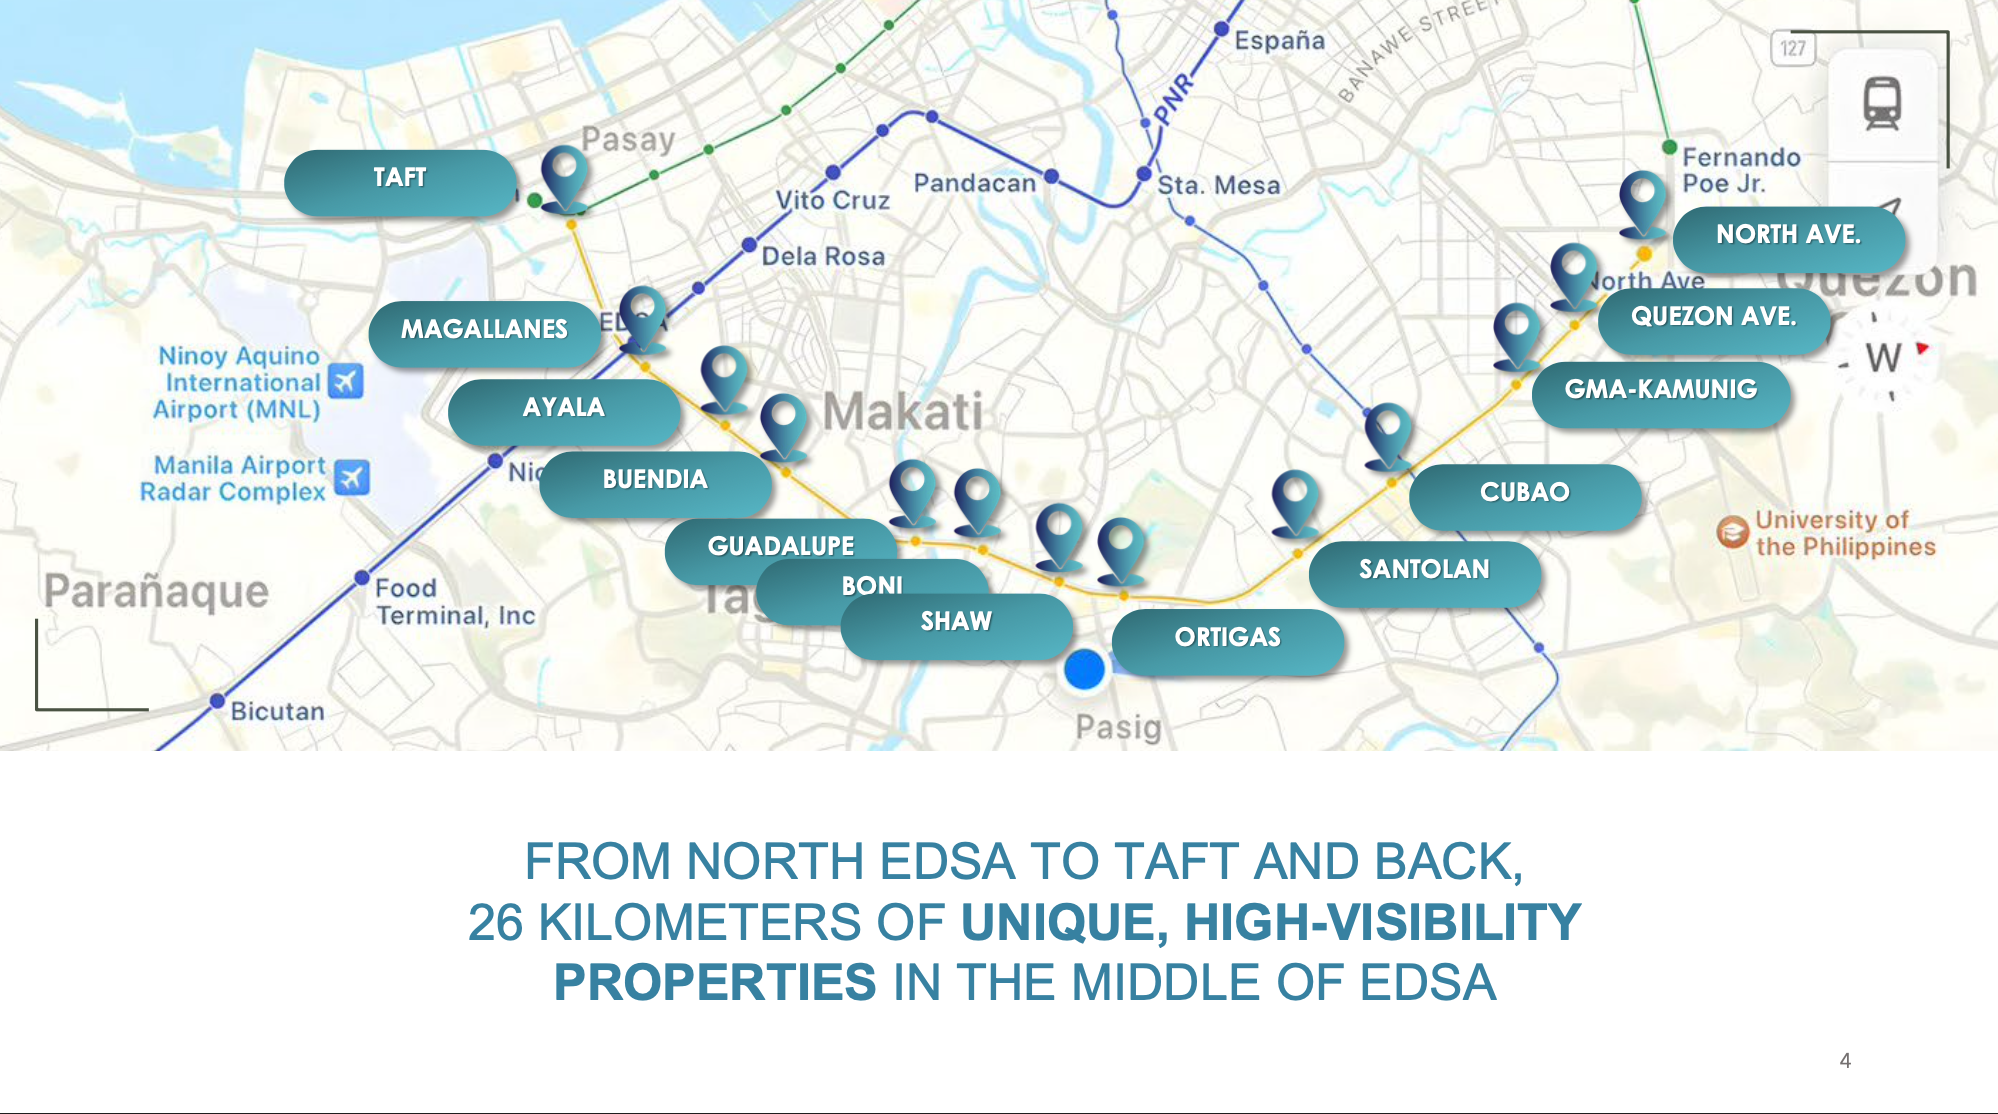 España
127
BANAWE STREET
PNR
Pasay
Fernando
Poe Jr.
TAFT
Vito Cruz
Pandacan
Sta. Mesa
NORTH AVE.
Dela Rosa
North Ave
Quezon
MAGALLANES
EDSA
QUEZON AVE.
Ninoy Aquino
International
Airport (MNL)
W
GMA-KAMUNIG
AYALA
Makati
Manila Airport
Radar Complex
BUENDIA
CUBAO
University of
the Philippines
GUADALUPE
SANTOLAN
Parañaque
Food
Terminal, Inc
BONI
SHAW
ORTIGAS
Bicutan
Pasig
FROM NORTH EDSA TO TAFT AND BACK,
26 KILOMETERS OF UNIQUE, HIGH-VISIBILITY
PROPERTIES IN THE MIDDLE OF EDSA
4